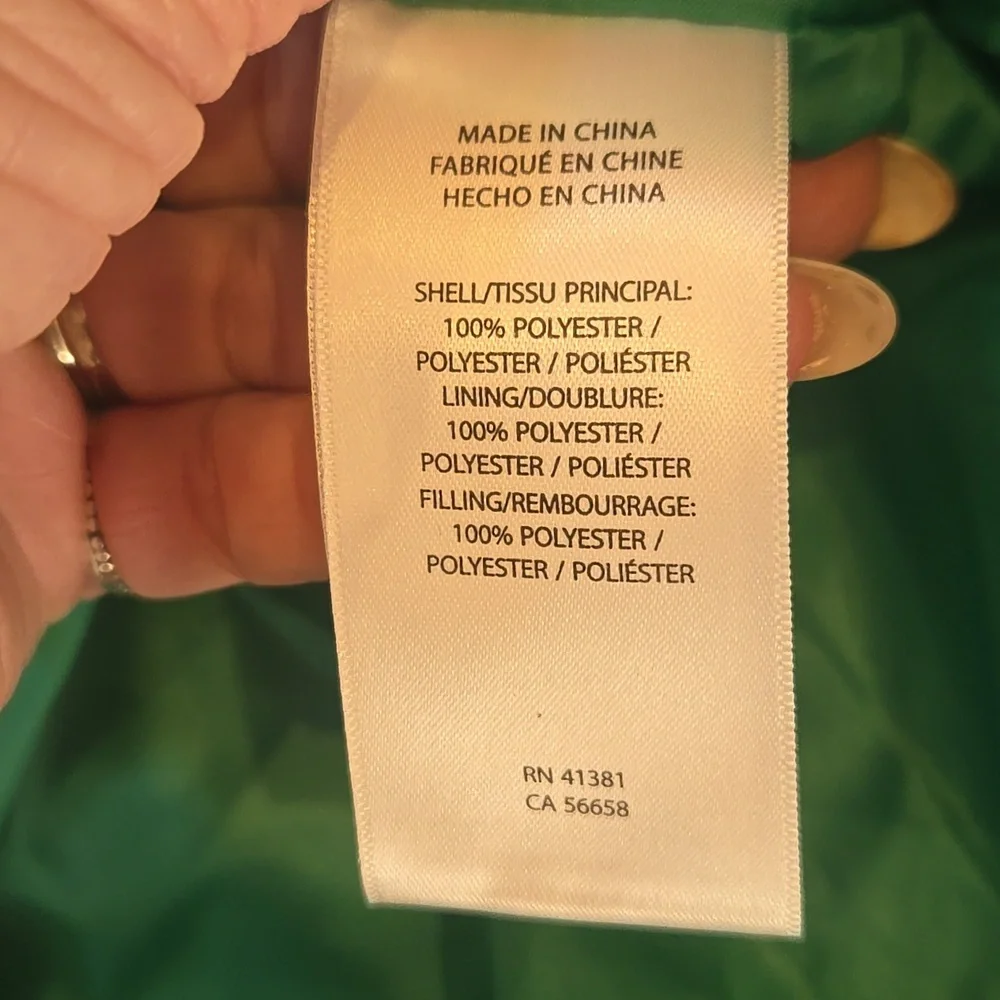 MADE IN CHINA
FABRIQUÉ EN CHINE
HECHO EN CHINA
SHELL/TISSU PRINCIPAL:
100% POLYESTER /
POLYESTER / POLIÉSTER
LINING/DOUBLURE:
100% POLYESTER /
POLYESTER / POLIÉSTER
FILLING/REMBOURRAGE:
100% POLYESTER /
POLYESTER / POLIÉSTER
RN 41381
CA 56658